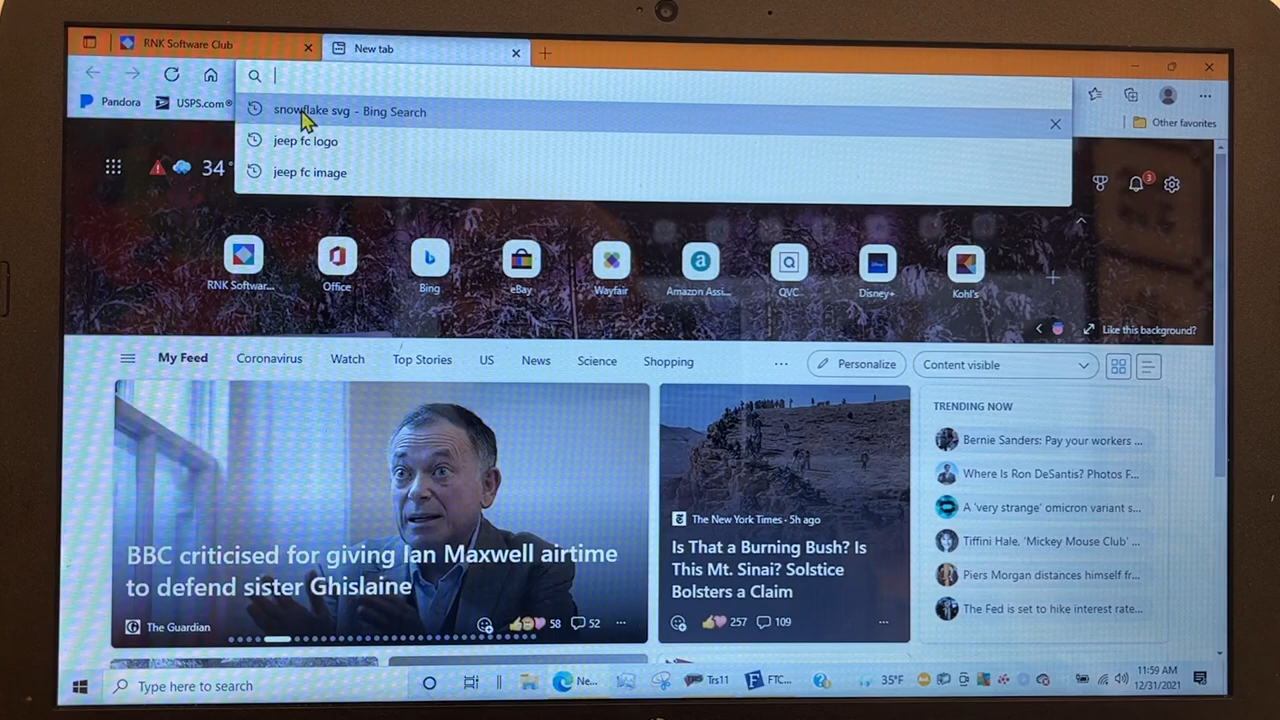 RNK Software Club
New tab
Pandora
USPS.com®
snowflake svg - Bing Search
jeep fc logo
jeep fc image
Other favorites
34°
3
RNK Softwar...
Office
Bing
eBay
Wayfair
Amazon Assi...
QVC
Disney+
Kohl's
Like this background?
My Feed
Coronavirus
Watch
Top Stories
US
News
Science
Shopping
Personalize
Content visible
BBC criticised for giving Ian Maxwell airtime
to defend sister Ghislaine
The Guardian
58
52
The New York Times · 5h ago
Is That a Burning Bush? Is
This Mt. Sinai? Solstice
Bolsters a Claim
257
109
TRENDING NOW
Bernie Sanders: Pay your workers ...
Where Is Ron DeSantis? Photos F...
A 'very strange' omicron variant s...
Tiffini Hale, 'Mickey Mouse Club' ...
Piers Morgan distances himself fr...
The Fed is set to hike interest rate...
Type here to search
Ne...
Trs11
FTC...
35°F
11:59 AM
12/31/2021